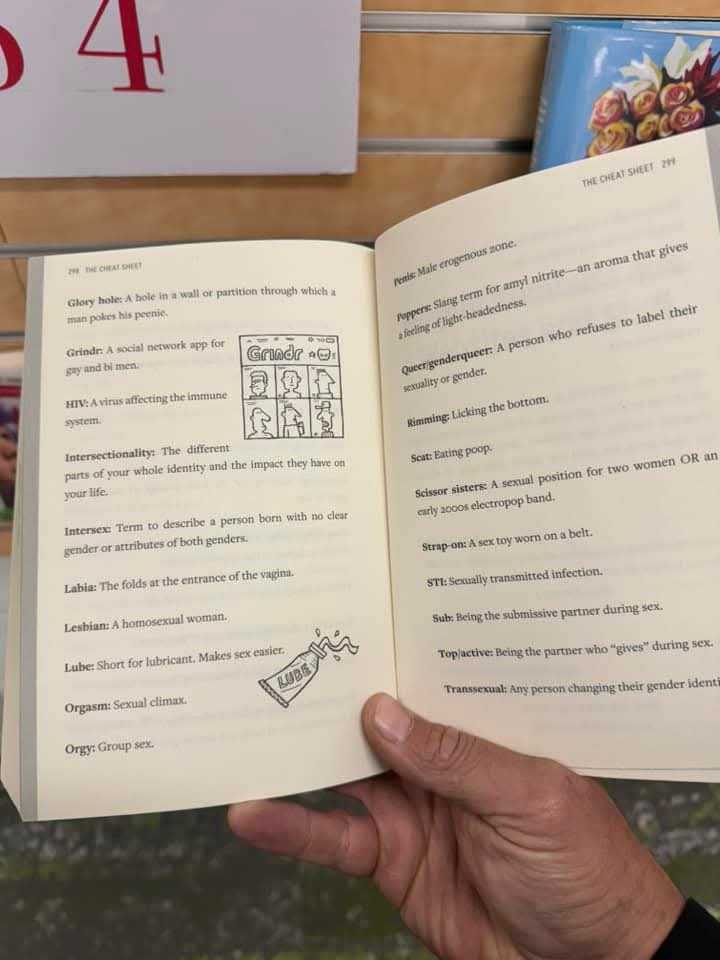 4
298 THE CHEAT SHEET
Glory hole: A hole in a wall or partition through which a
man pokes his peenie.
Grindr: A social network app for
gay and bi men.
Grindr
HIV: A virus affecting the immune
system.
Intersectionality: The different
parts of your whole identity and the impact they have on
your life.
Intersex: Term to describe a person born with no clear
gender or attributes of both genders.
Labia: The folds at the entrance of the vagina.
Lesbian: A homosexual woman.
Lube: Short for lubricant. Makes sex easier.
LUBE
Orgasm: Sexual climax.
Orgy: Group sex.
THE CHEAT SHEET 299
Penis: Male erogenous zone.
Poppers: Slang term for amyl nitrite—an aroma that gives
a feeling of light-headedness.
Queer/genderqueer: A person who refuses to label their
sexuality or gender.
Rimming: Licking the bottom.
Scat: Eating poop.
Scissor sisters: A sexual position for two women OR an
early 2000s electropop band.
Strap-on: A sex toy worn on a belt.
STI: Sexually transmitted infection.
Sub: Being the submissive partner during sex.
Top/active: Being the partner who “gives” during sex.
Transsexual: Any person changing their gender identi